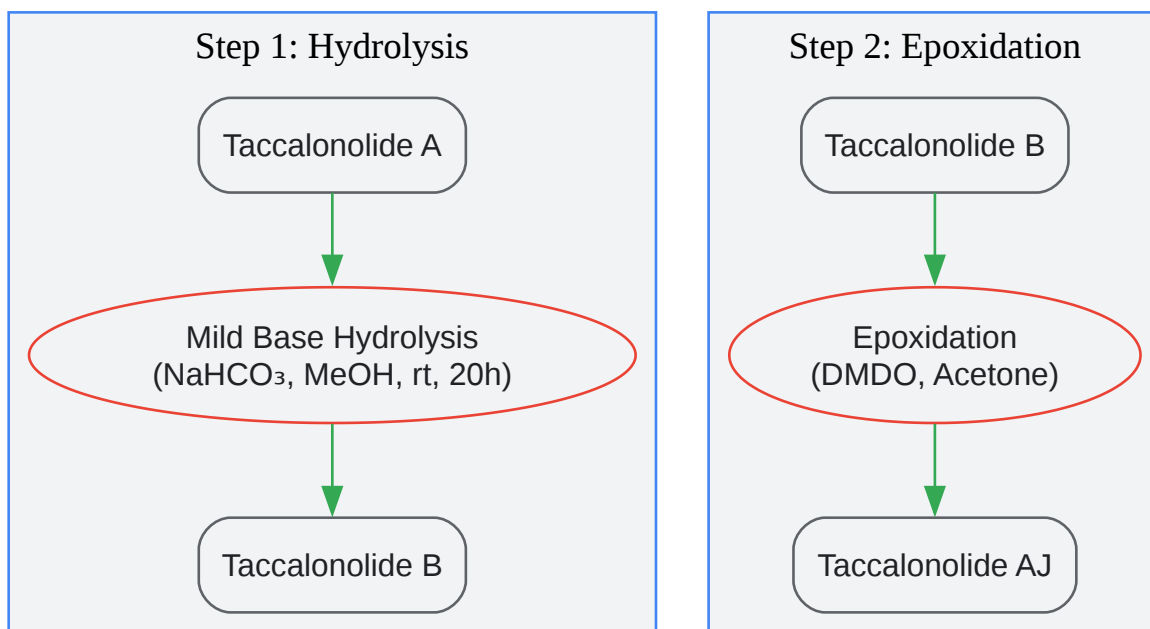 Step 1: Hydrolysis
Taccalonolide A
Mild Base Hydrolysis
(NaHCO₃, MeOH, rt, 20h)
Taccalonolide B
Step 2: Epoxidation
Taccalonolide B
Epoxidation
(DMDO, Acetone)
Taccalonolide AJ